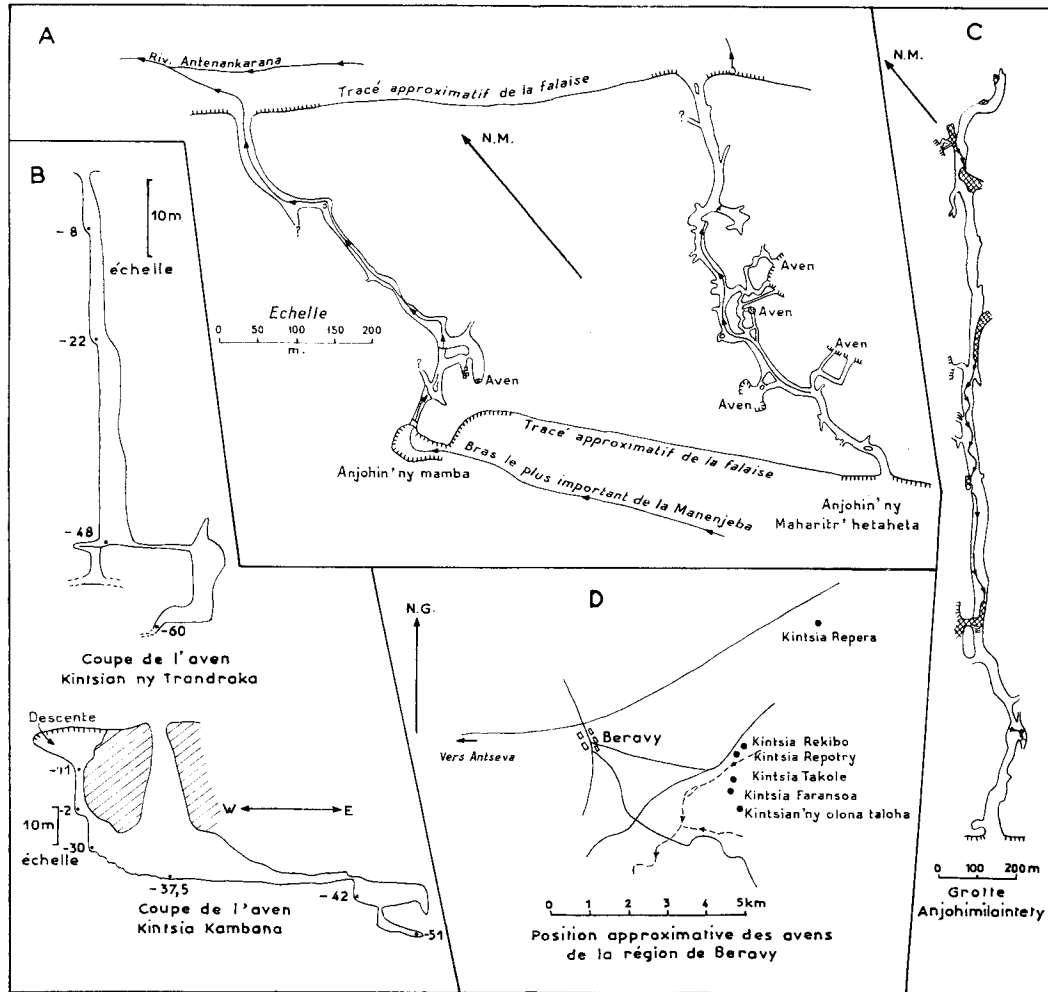 A
Riv. Antenankarana
Tracé approximatif de la falaise
?
N.M.
?
Echelle
0 50 100 150 200
m.
?
Aven
Aven
Aven
Aven
Aven
Tracé approximatif de la falaise
Bras le plus important de la Manenjeba
Anjohin'ny mamba
Anjohin'ny
Maharitr'hetaheta
B
10m
échelle
-8
-22
-48
-60
Coupe de l'aven
Kintsian ny Trandraka
Descente
-11
-2
10m
échelle
-30
W E
-37,5
-42
-51
Coupe de l'aven
Kintsia Kambana
C
N.M.
0 100 200m
Grotte
Anjohimilaintety
D
N.G.
Kintsia Repera
Beravy
Vers Antseva
Kintsia Rekibo
Kintsia Repotry
Kintsia Takole
Kintsia Faransoa
Kintsian'ny olona taloha
0 1 2 3 4 5km
Position approximative des avens
de la région de Beravy